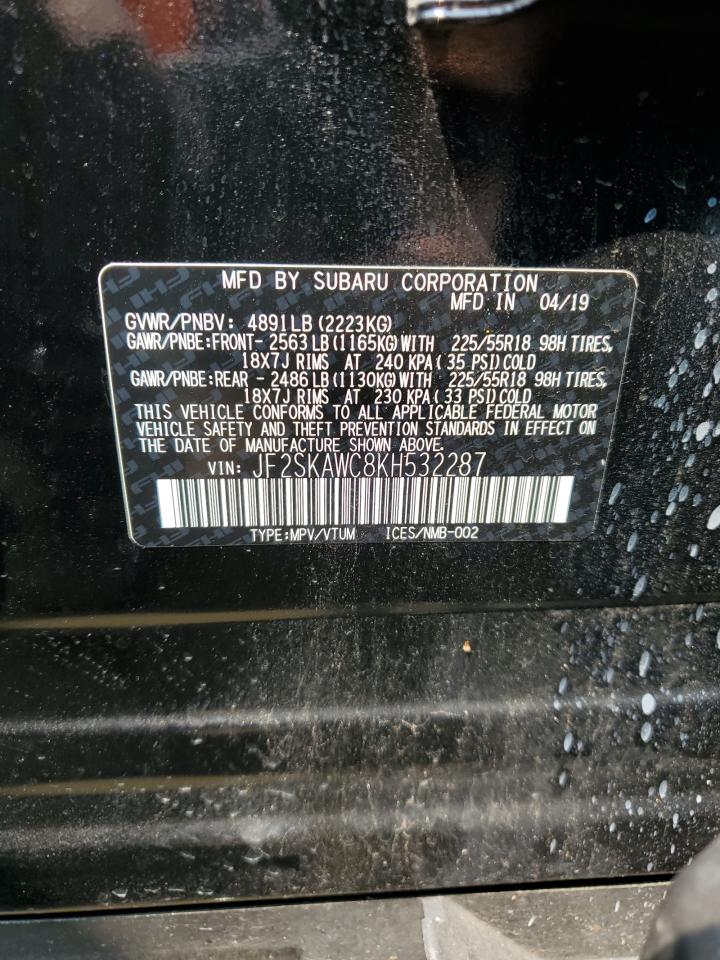 MFD BY SUBARU CORPORATION
MFD IN 04/19
GVWR/PNBV: 4891LB(2223KG)
GAWR/PNBE:FRONT- 2563LB(1165KG)WITH 225/55R18 98H TIRES,
18X7J RIMS AT 240 KPA(35 PSI)COLD
GAWR/PNBE:REAR - 2486LB(1130KG)WITH 225/55R18 98H TIRES,
18X7J RIMS AT 230 KPA(33 PSI)COLD
THIS VEHICLE CONFORMS TO ALL APPLICABLE FEDERAL MOTOR
VEHICLE SAFETY AND THEFT PREVENTION STANDARDS IN EFFECT ON
THE DATE OF MANUFACTURE SHOWN ABOVE.
VIN: JF2SKAWC8KH532287
TYPE:MPV/VTUM ICES/NMB-002